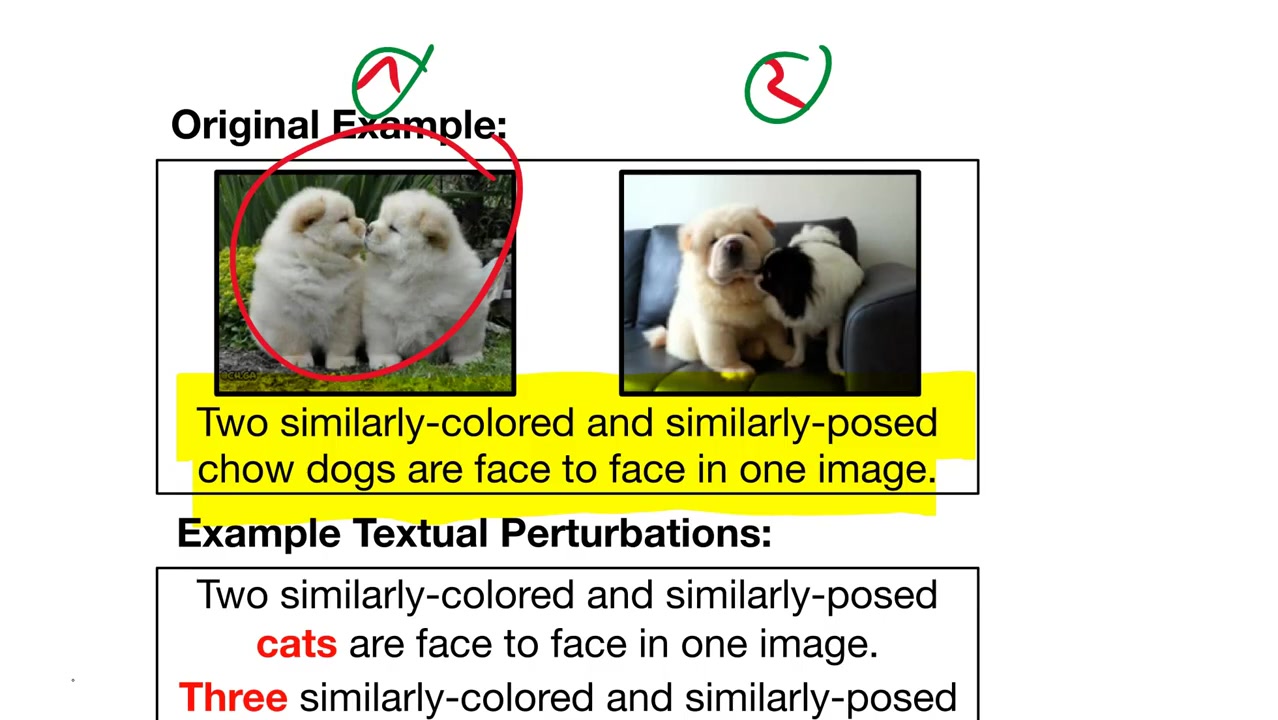 1
2
Original Example:
Two similarly-colored and similarly-posed
chow dogs are face to face in one image.
Example Textual Perturbations:
Two similarly-colored and similarly-posed
cats are face to face in one image.
Three similarly-colored and similarly-posed